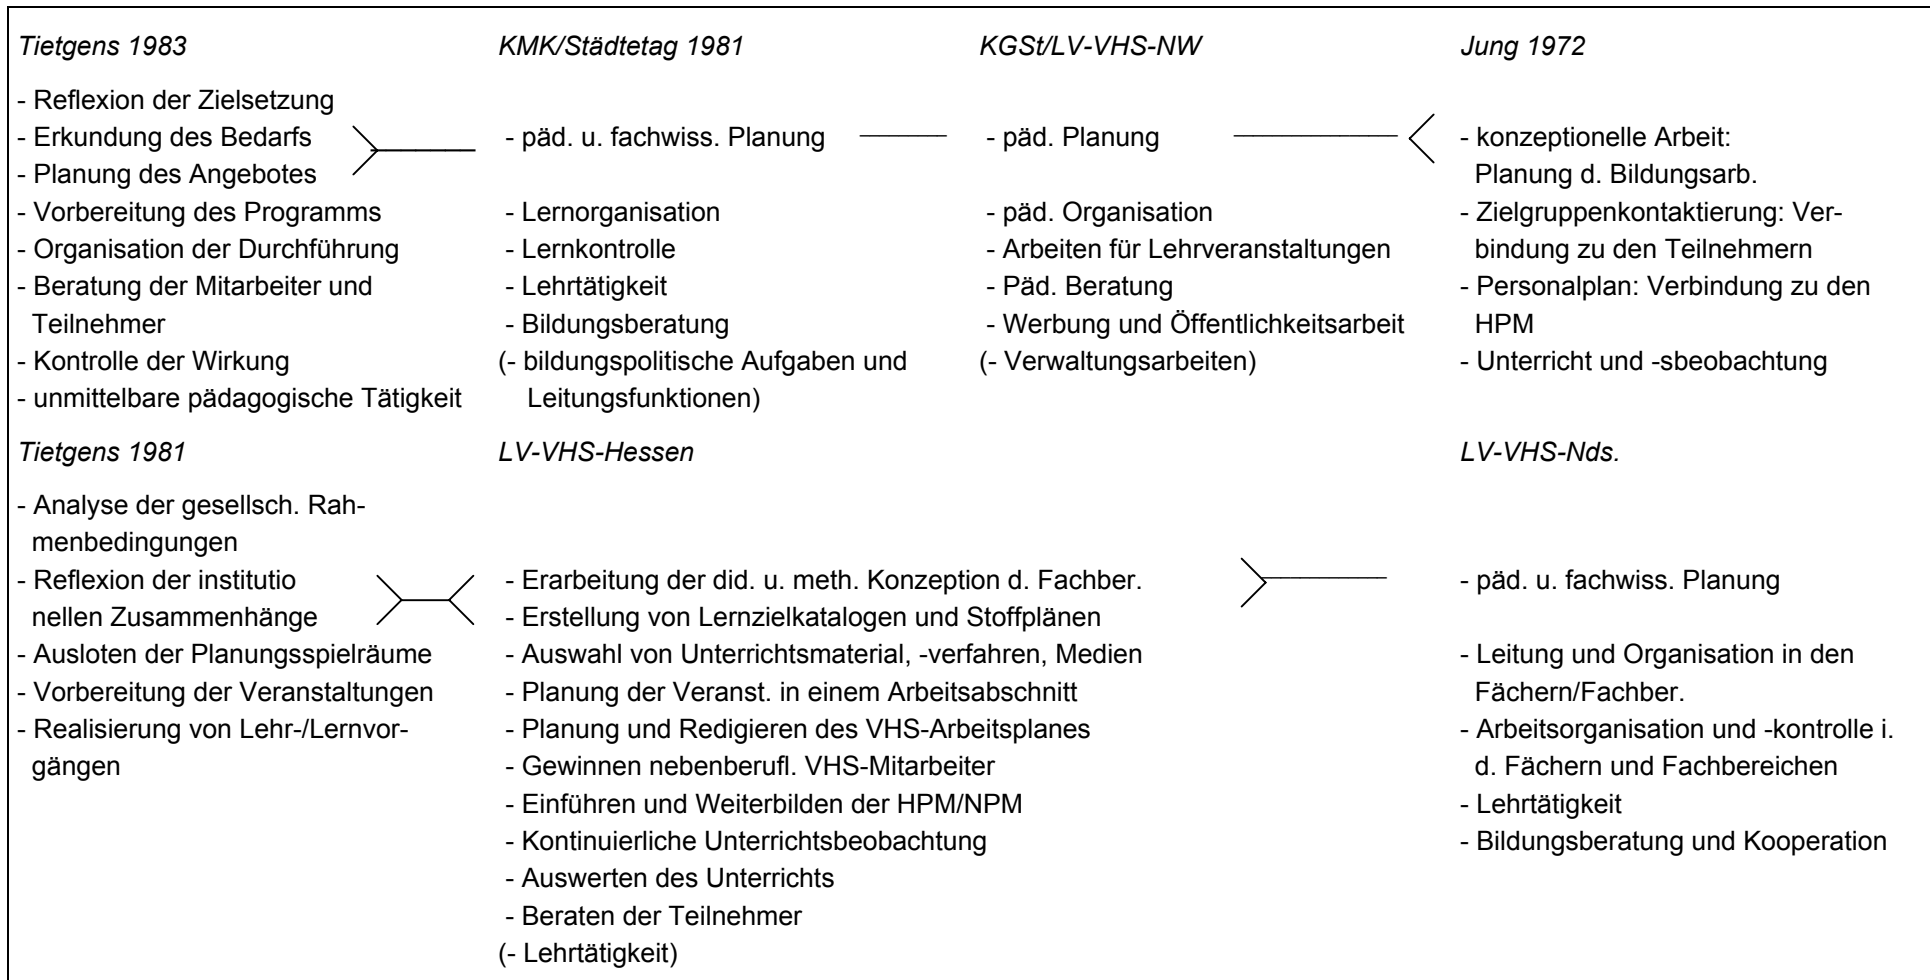 Tietgens 1983
- Reflexion der Zielsetzung
- Erkundung des Bedarfs
- Planung des Angebotes
- Vorbereitung des Programms
- Organisation der Durchführung
- Beratung der Mitarbeiter und
Teilnehmer
- Kontrolle der Wirkung
- unmittelbare pädagogische Tätigkeit
KMK/Städtetag 1981
- päd. u. fachwiss. Planung
- Lernorganisation
- Lernkontrolle
- Lehrtätigkeit
- Bildungsberatung
(- bildungspolitische Aufgaben und
Leitungsfunktionen)
KGSt/LV-VHS-NW
- päd. Planung
- päd. Organisation
- Arbeiten für Lehrveranstaltungen
- Päd. Beratung
- Werbung und Öffentlichkeitsarbeit
(- Verwaltungsarbeiten)
Jung 1972
- konzeptionelle Arbeit:
Planung d. Bildungsarb.
- Zielgruppenkontaktierung: Ver-
bindung zu den Teilnehmern
- Personalplan: Verbindung zu den
HPM
- Unterricht und -sbeobachtung
Tietgens 1981
- Analyse der gesellsch. Rah-
menbedingungen
- Reflexion der institutio
nellen Zusammenhänge
- Ausloten der Planungsspielräume
- Vorbereitung der Veranstaltungen
- Realisierung von Lehr-/Lernvor-
gängen
LV-VHS-Hessen
- Erarbeitung der did. u. meth. Konzeption d. Fachber.
- Erstellung von Lernzielkatalogen und Stoffplänen
- Auswahl von Unterrichtsmaterial, -verfahren, Medien
- Planung der Veranst. in einem Arbeitsabschnitt
- Planung und Redigieren des VHS-Arbeitsplanes
- Gewinnen nebenberufl. VHS-Mitarbeiter
- Einführen und Weiterbilden der HPM/NPM
- Kontinuierliche Unterrichtsbeobachtung
- Auswerten des Unterrichts
- Beraten der Teilnehmer
(- Lehrtätigkeit)
LV-VHS-Nds.
- päd. u. fachwiss. Planung
- Leitung und Organisation in den
Fächern/Fachber.
- Arbeitsorganisation und -kontrolle i.
d. Fächern und Fachbereichen
- Lehrtätigkeit
- Bildungsberatung und Kooperation